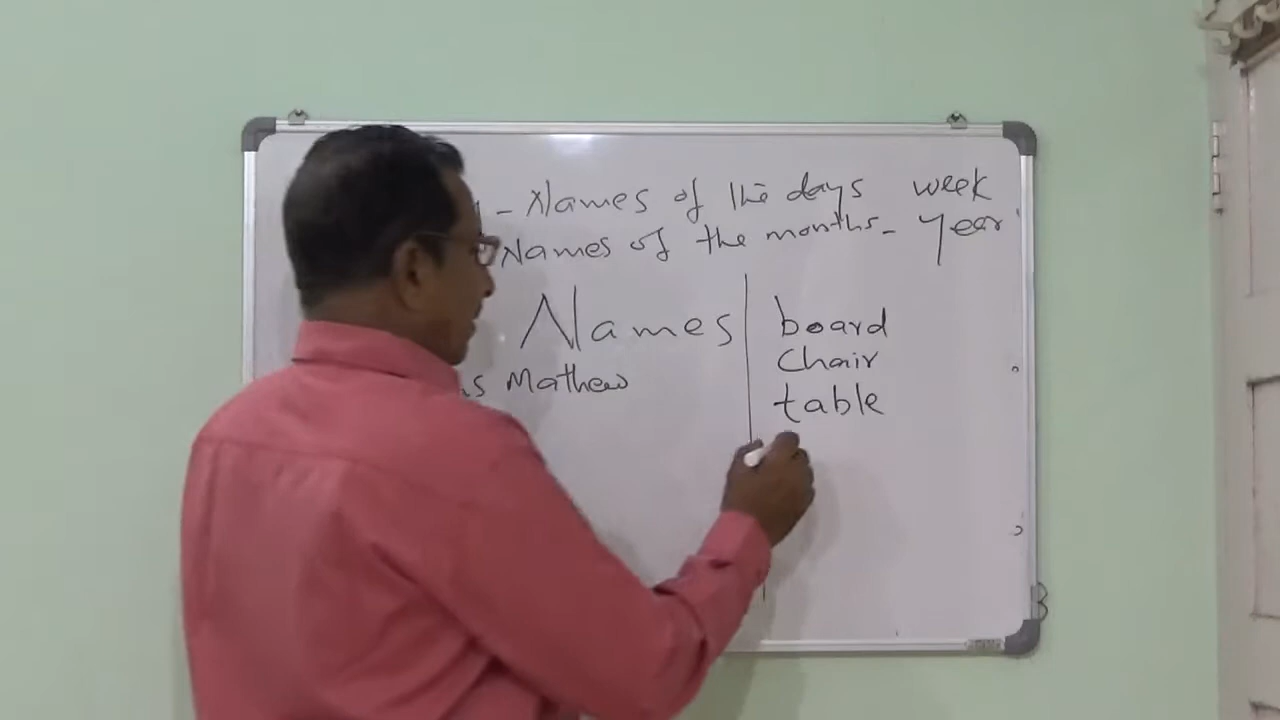 - Names of the days week
Names of the months - year
Names
Mathew
board
Chair
table